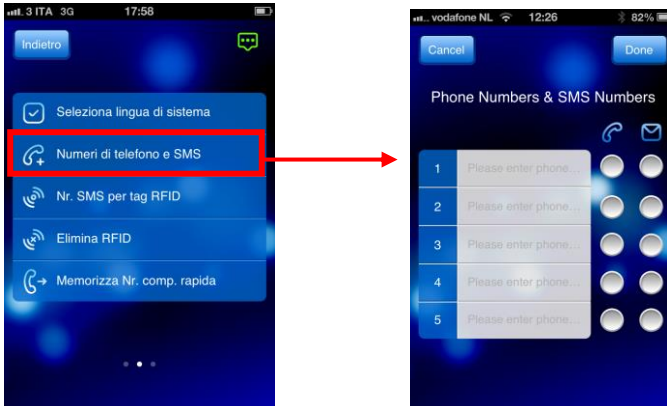 3 ITA 3G 17:58
Indietro
Seleziona lingua di sistema
Numeri di telefono e SMS
Nr. SMS per tag RFID
Elimina RFID
Memorizza Nr. comp. rapida
vodafone NL 12:26 82%
Cancel Done
Phone Numbers & SMS Numbers
1 Please enter phone...
2 Please enter phone...
3 Please enter phone...
4 Please enter phone...
5 Please enter phone...